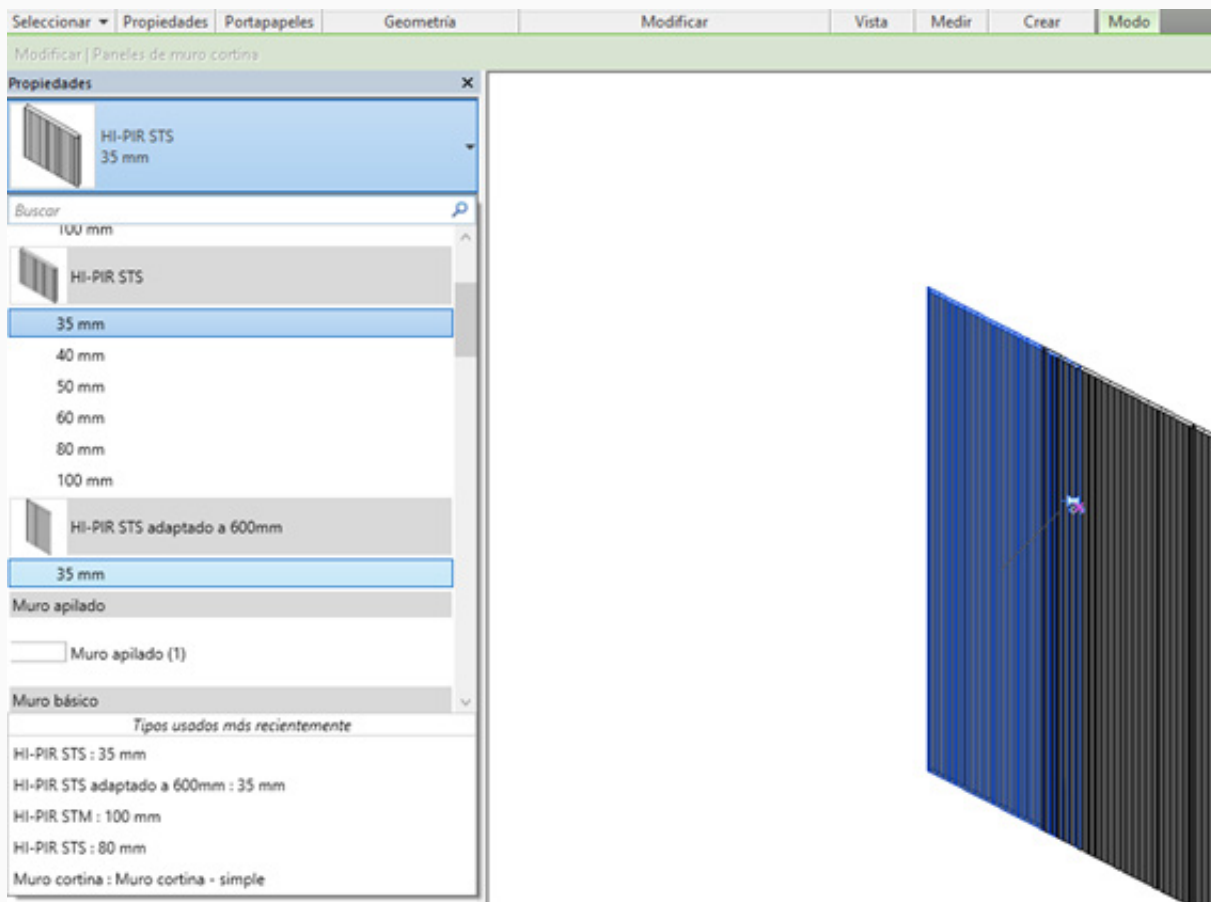 Seleccionar Propiedades Portapapeles Geometría Modificar Vista Medir Crear Modo
Modificar | Paneles de muro cortina
Propiedades
HI-PIR STS
35 mm
Buscar
100 mm
HI-PIR STS
35 mm
40 mm
50 mm
60 mm
80 mm
100 mm
HI-PIR STS adaptado a 600mm
35 mm
Muro apilado
Muro apilado (1)
Muro básico
Tipos usados más recientemente
HI-PIR STS : 35 mm
HI-PIR STS adaptado a 600mm : 35 mm
HI-PIR STM : 100 mm
HI-PIR STS : 80 mm
Muro cortina : Muro cortina - simple